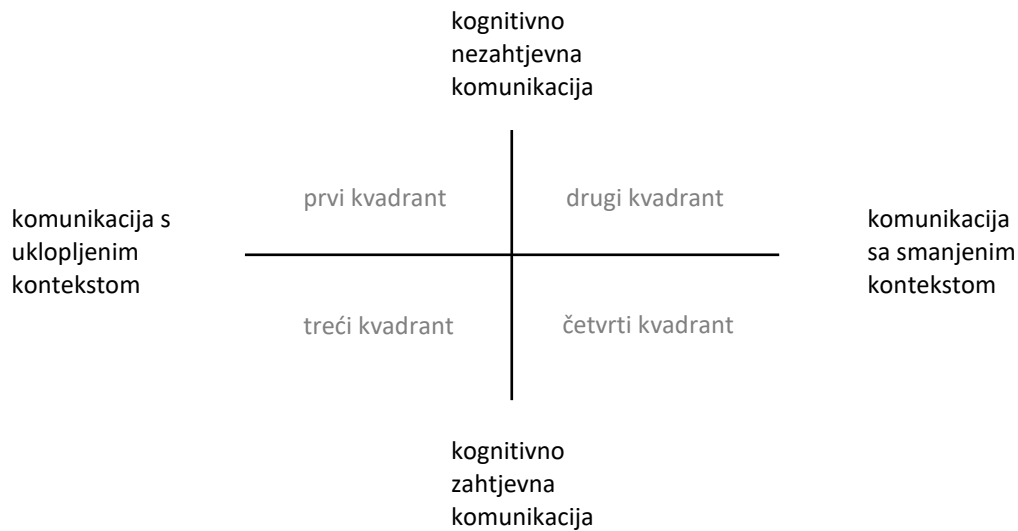 kognitivno
nezahtjevna
komunikacija
prvi kvadrant
drugi kvadrant
komunikacija s
uklopljenim
kontekstom
komunikacija
sa smanjenim
kontekstom
treći kvadrant
četvrti kvadrant
kognitivno
zahtjevna
komunikacija